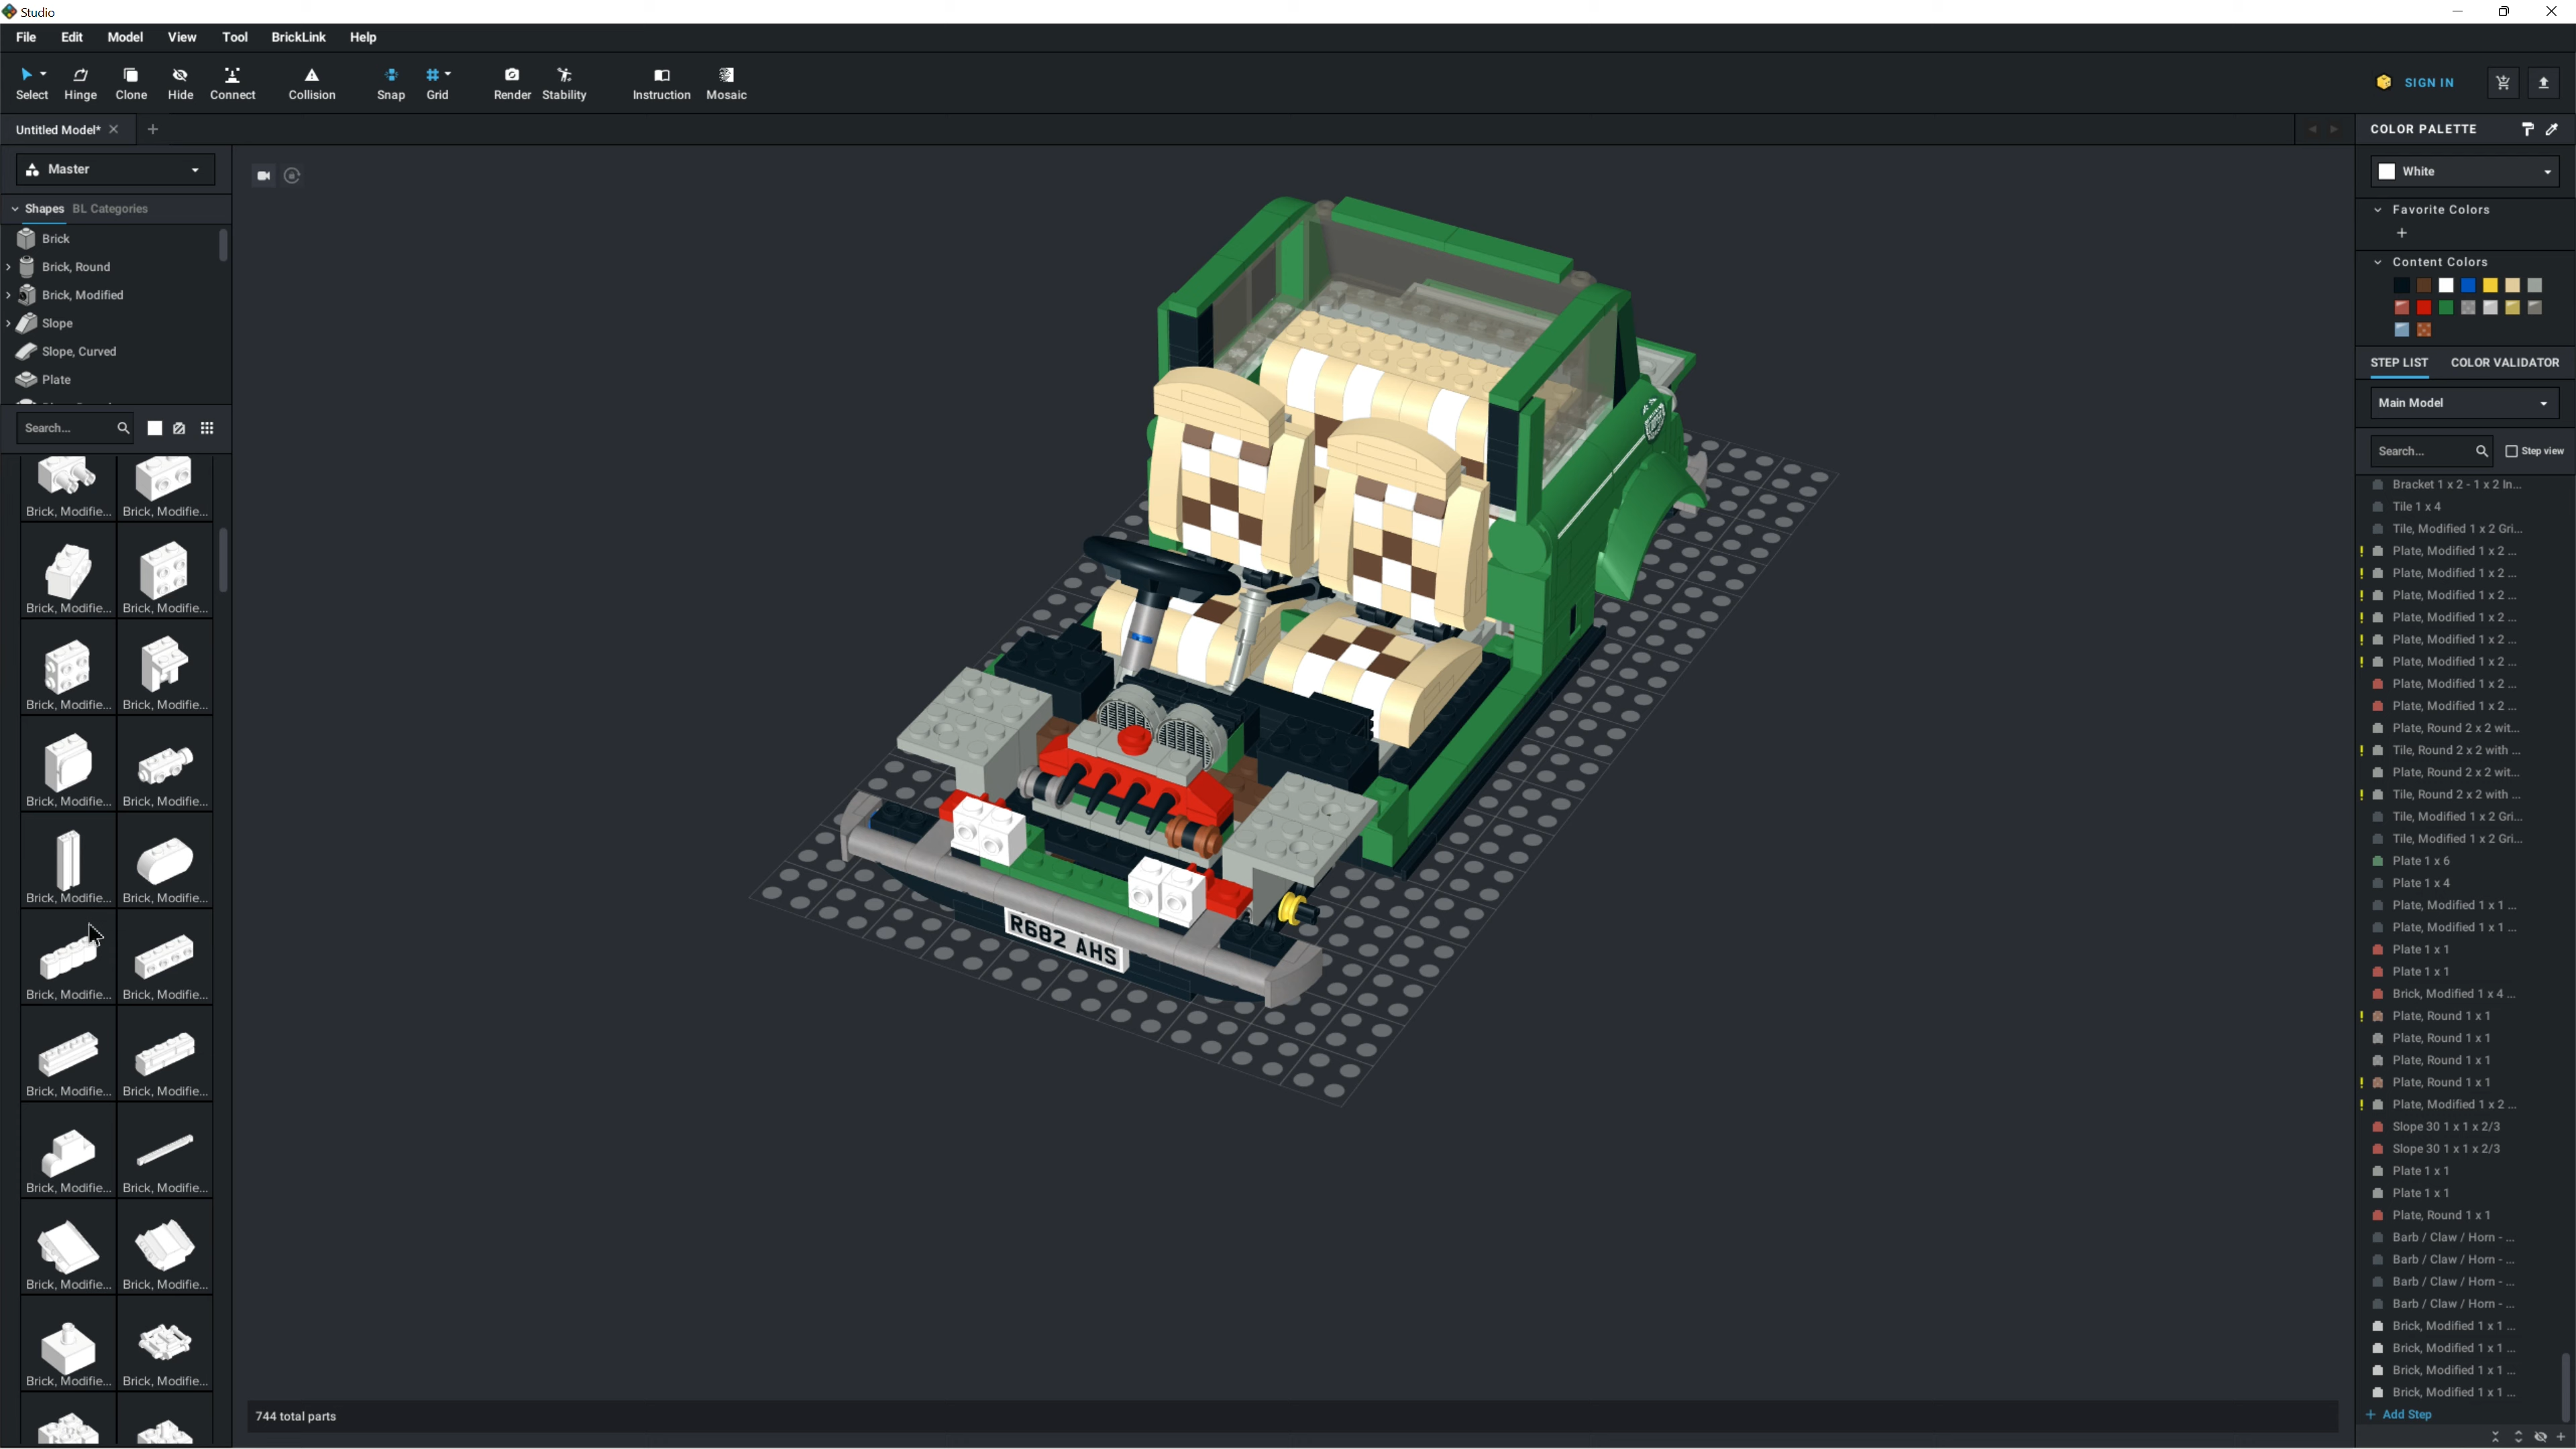 Studio
File Edit Model View Tool BrickLink Help
Select Hinge Clone Hide Connect Collision Snap Grid Render Stability Instruction Mosaic
SIGN IN
Untitled Model*
Master
Shapes BL Categories
Brick
Brick, Round
Brick, Modified
Slope
Slope, Curved
Plate
Search...
Brick, Modifie... Brick, Modifie...
Brick, Modifie... Brick, Modifie...
Brick, Modifie... Brick, Modifie...
Brick, Modifie... Brick, Modifie...
Brick, Modifie... Brick, Modifie...
Brick, Modifie... Brick, Modifie...
Brick, Modifie... Brick, Modifie...
Brick, Modifie... Brick, Modifie...
Brick, Modifie... Brick, Modifie...
Brick, Modifie... Brick, Modifie...
R682 AHS
744 total parts
COLOR PALETTE
White
Favorite Colors
Content Colors
STEP LIST COLOR VALIDATOR
Main Model
Search... Step view
Bracket 1 x 2 - 1 x 2 In...
Tile 1 x 4
Tile, Modified 1 x 2 Gri...
! Plate, Modified 1 x 2 ...
! Plate, Modified 1 x 2 ...
! Plate, Modified 1 x 2 ...
! Plate, Modified 1 x 2 ...
! Plate, Modified 1 x 2 ...
! Plate, Modified 1 x 2 ...
Plate, Modified 1 x 2 ...
Plate, Modified 1 x 2 ...
Plate, Round 2 x 2 wit...
! Tile, Round 2 x 2 with ...
Plate, Round 2 x 2 wit...
! Tile, Round 2 x 2 with ...
Tile, Modified 1 x 2 Gri...
Tile, Modified 1 x 2 Gri...
Plate 1 x 6
Plate 1 x 4
Plate, Modified 1 x 1 ...
Plate, Modified 1 x 1 ...
Plate 1 x 1
Plate 1 x 1
Brick, Modified 1 x 4 ...
! Plate, Round 1 x 1
Plate, Round 1 x 1
Plate, Round 1 x 1
! Plate, Round 1 x 1
! Plate, Modified 1 x 2 ...
Slope 30 1 x 1 x 2/3
Slope 30 1 x 1 x 2/3
Plate 1 x 1
Plate 1 x 1
Plate, Round 1 x 1
Barb / Claw / Horn - ...
Barb / Claw / Horn - ...
Barb / Claw / Horn - ...
Barb / Claw / Horn - ...
Brick, Modified 1 x 1 ...
Brick, Modified 1 x 1 ...
Brick, Modified 1 x 1 ...
Brick, Modified 1 x 1 ...
+ Add Step